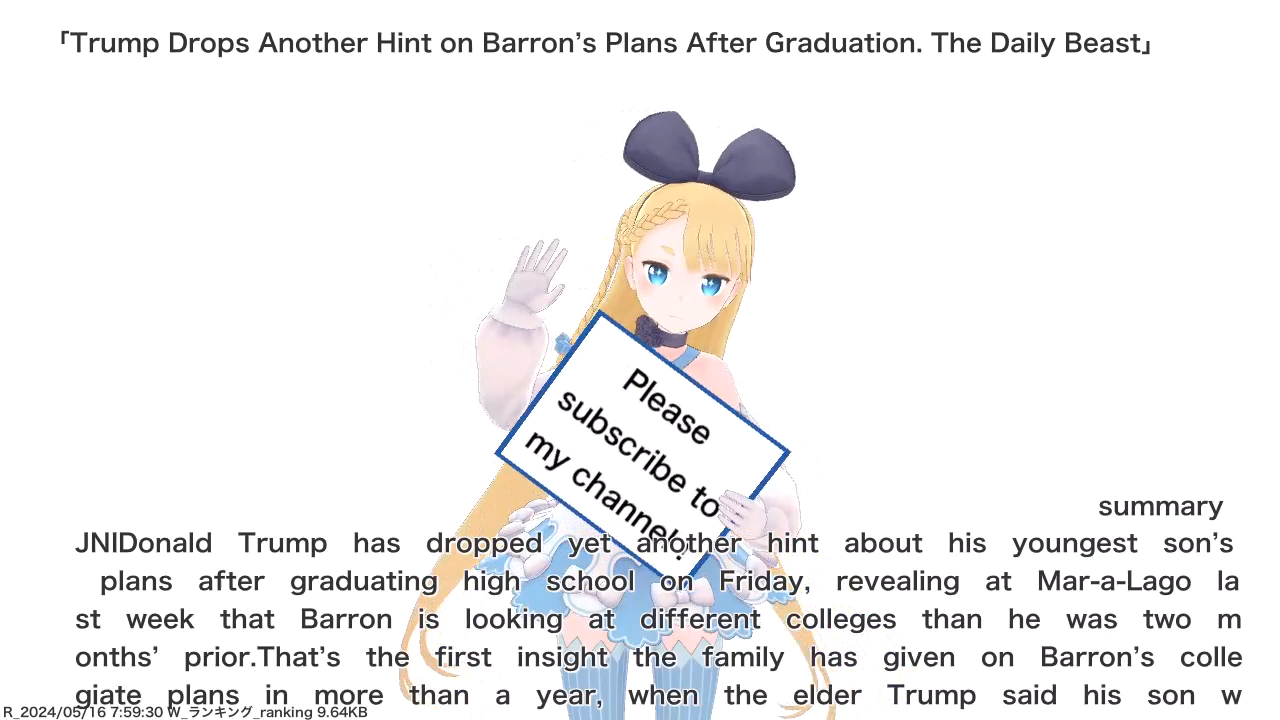 「Trump Drops Another Hint on Barron’s Plans After Graduation. The Daily Beast」
Please
subscribe to
my channel!
summary
JNIDonald Trump has dropped yet another hint about his youngest son’s
plans after graduating high school on Friday, revealing at Mar-a-Lago la
st week that Barron is looking at different colleges than he was two m
onths’ prior.That’s the first insight the family has given on Barron’s colle
giate plans in more than a year, when the elder Trump said his son w
R_2024/05/16 7:59:30 W_ランキング_ranking 9.64KB